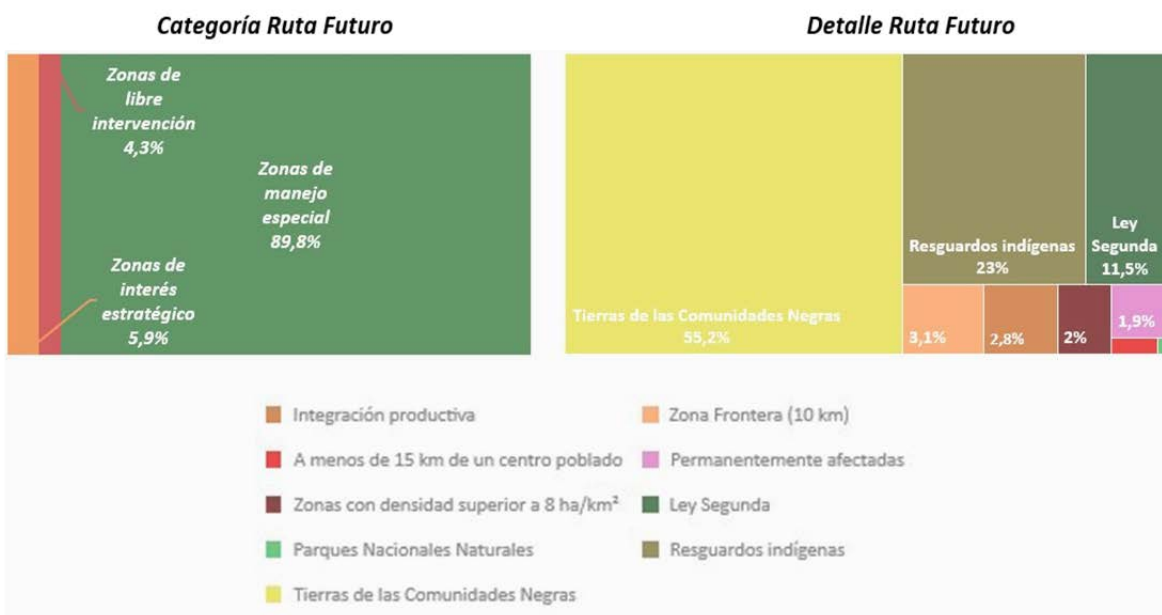 Categoría Ruta Futuro
Zonas de
libre
intervención
4,3%
Zonas de
manejo
especial
89,8%
Zonas de
interés
estratégico
5,9%
Detalle Ruta Futuro
Tierras de las Comunidades Negras
55,2%
Resguardos indígenas
23%
Ley
Segunda
11,5%
3,1%
2,8%
2%
1,9%
Integración productiva
A menos de 15 km de un centro poblado
Zonas con densidad superior a 8 ha/km²
Parques Nacionales Naturales
Tierras de las Comunidades Negras
Zona Frontera (10 km)
Permanentemente afectadas
Ley Segunda
Resguardos indígenas